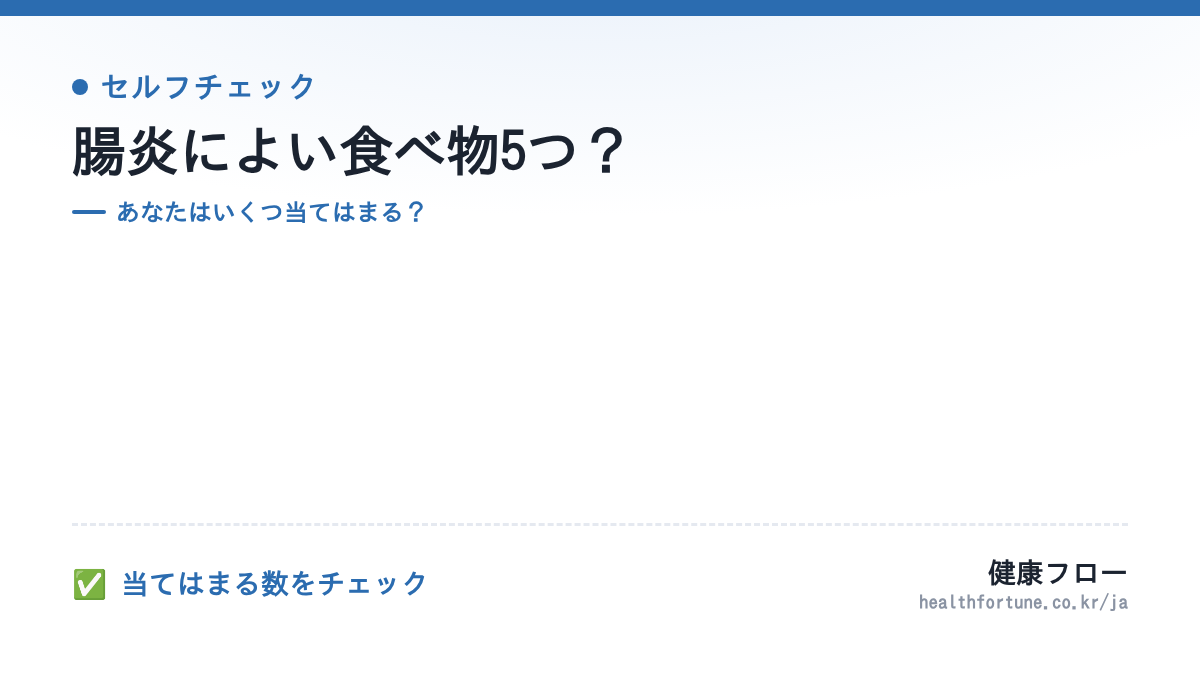 セルフチェック
腸炎によい食べ物5つ？
あなたはいくつ当てはまる？
当てはまる数をチェック
健康フロー
healthfortune.co.kr/ja